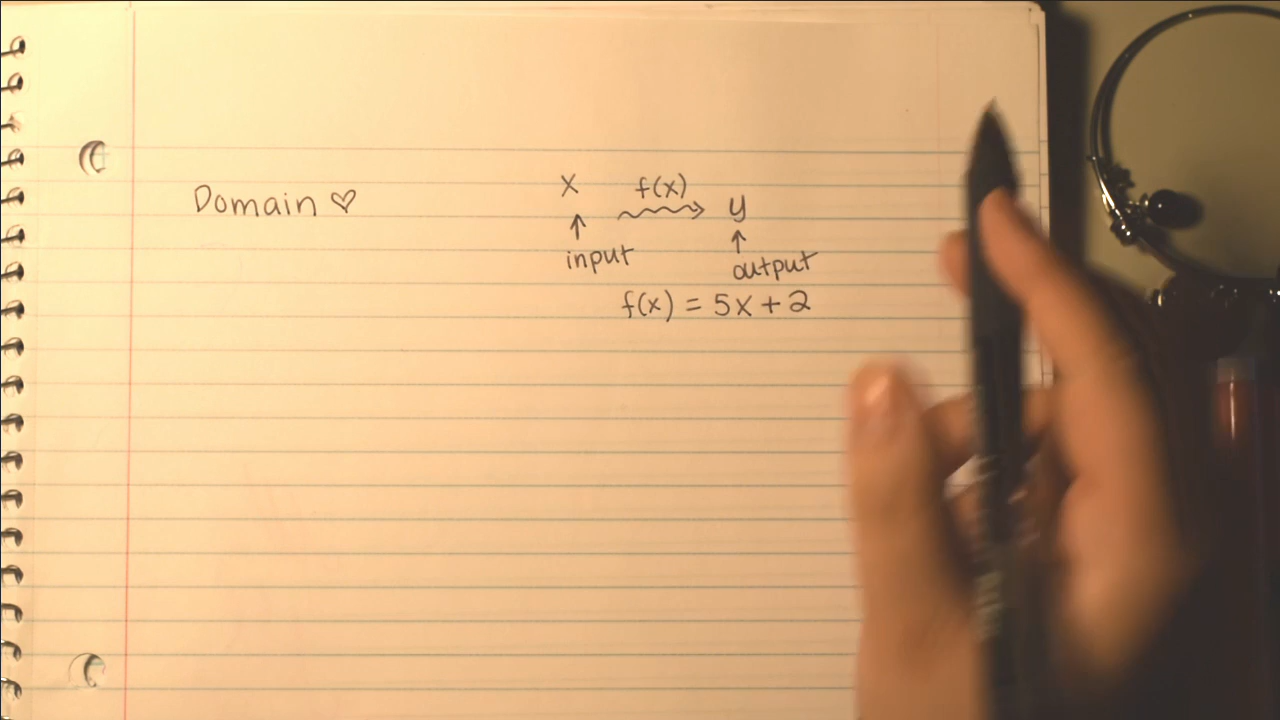 Domain ♡
x f(x) y
input
output
f(x) = 5x + 2